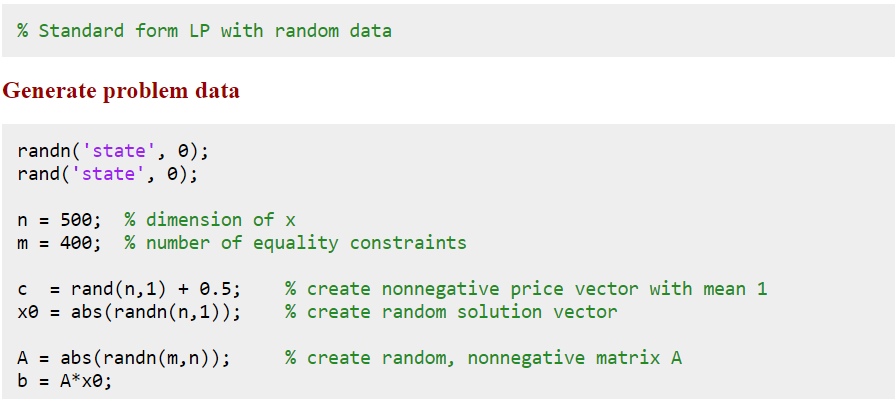 % Standard form LP with random data
Generate problem data
randn('state', 0);
rand('state', 0);
n = 500;  % dimension of x
m = 400;  % number of equality constraints
c  = rand(n,1) + 0.5;    % create nonnegative price vector with mean 1
x0 = abs(randn(n,1));    % create random solution vector
A = abs(randn(m,n));     % create random, nonnegative matrix A
b = A*x0;